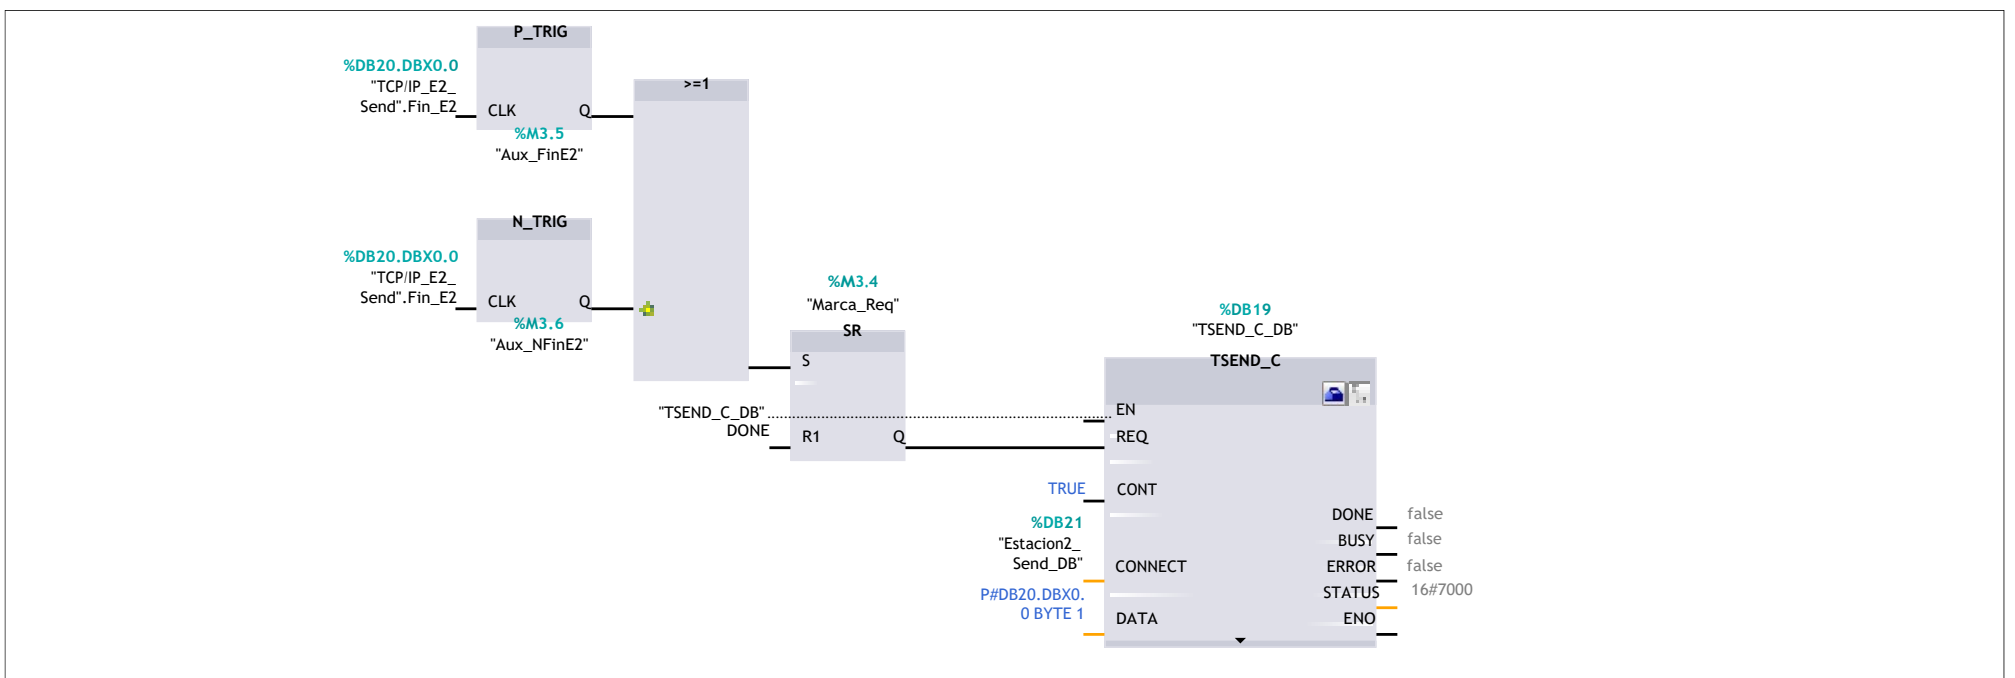 P_TRIG
%DB20.DBX0.0
"TCP/IP_E2_
Send".Fin_E2
CLK Q
%M3.5
"Aux_FinE2"
>=1
N_TRIG
%DB20.DBX0.0
"TCP/IP_E2_
Send".Fin_E2
CLK Q
%M3.6
"Aux_NFinE2"
%M3.4
"Marca_Req"
SR
S
"TSEND_C_DB".
DONE
R1 Q
%DB19
"TSEND_C_DB"
TSEND_C
EN
REQ
TRUE CONT
%DB21
"Estacion2_
Send_DB"
CONNECT
P#DB20.DBX0.
0 BYTE 1
DATA
DONE false
BUSY false
ERROR false
STATUS 16#7000
ENO